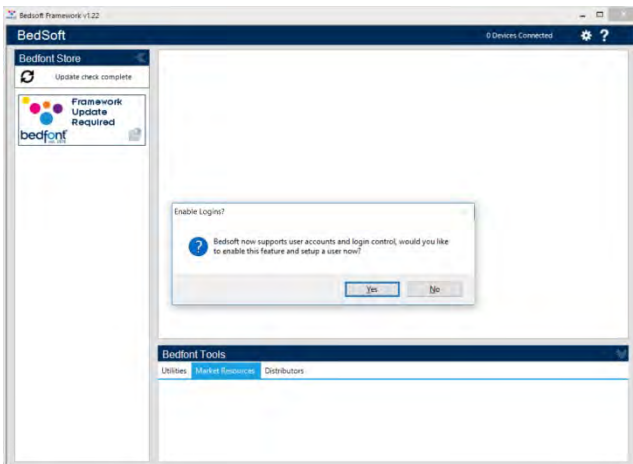 Bedsoft Framework v1.22
BedSoft
0 Devices Connected
?
Bedfont Store
Update check complete
Framework
Update
Required
bedfont
Enable Logins?
Bedsoft now supports user accounts and login control, would you like
to enable this feature and setup a user now?
Yes
No
Bedfont Tools
Utilities Market Resources Distributors